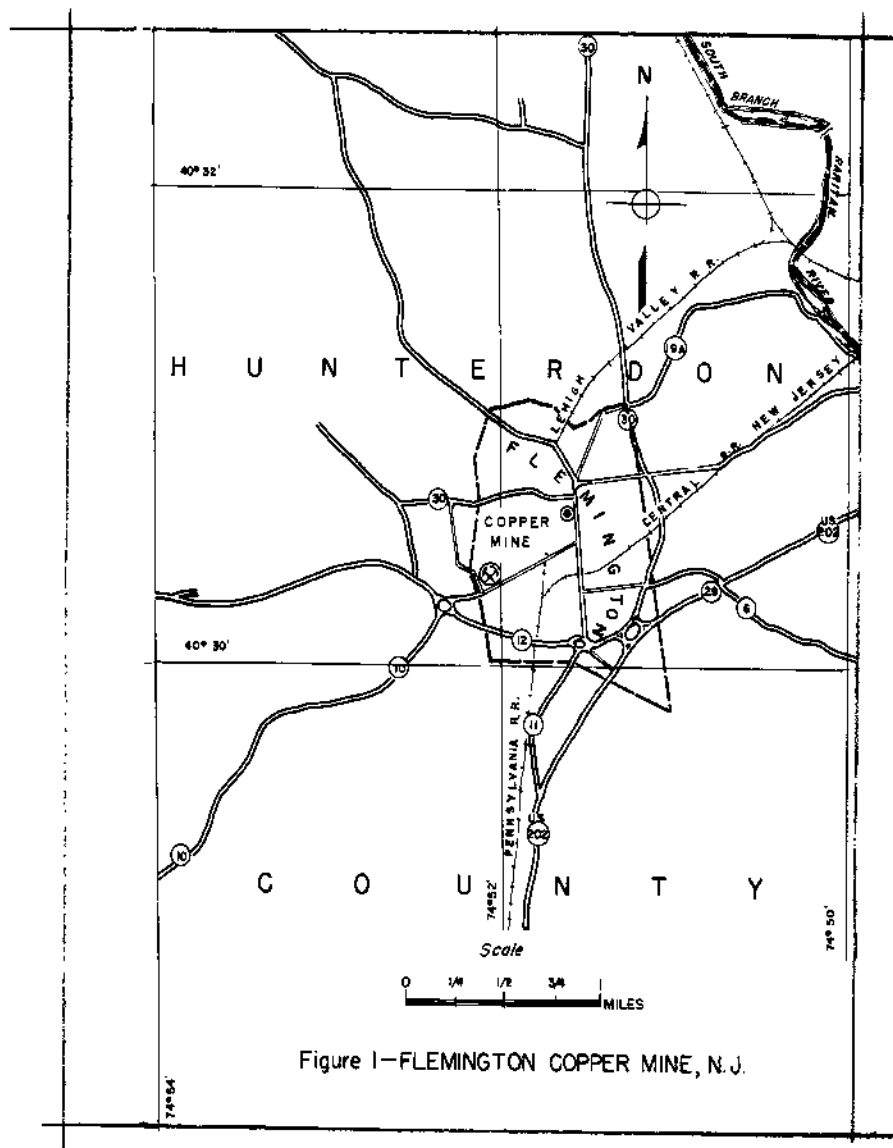 30
SOUTH
BRANCH
RARITAN
RIVER
N
40° 32'
LEHIGH VALLEY R.R.
19A
HUNTERDON
30
CENTRAL R.R. NEW JERSEY
FLEMINGTON
30
COPPER
MINE
U.S.
202
29
6
12
40° 30'
10
11
PENNSYLVANIA R.R.
U.S.
202
10
COUNTY
74° 52'
74° 50'
Scale
0 1/4 1/2 3/4 1
MILES
Figure 1—FLEMINGTON COPPER MINE, N.J.
74° 54'